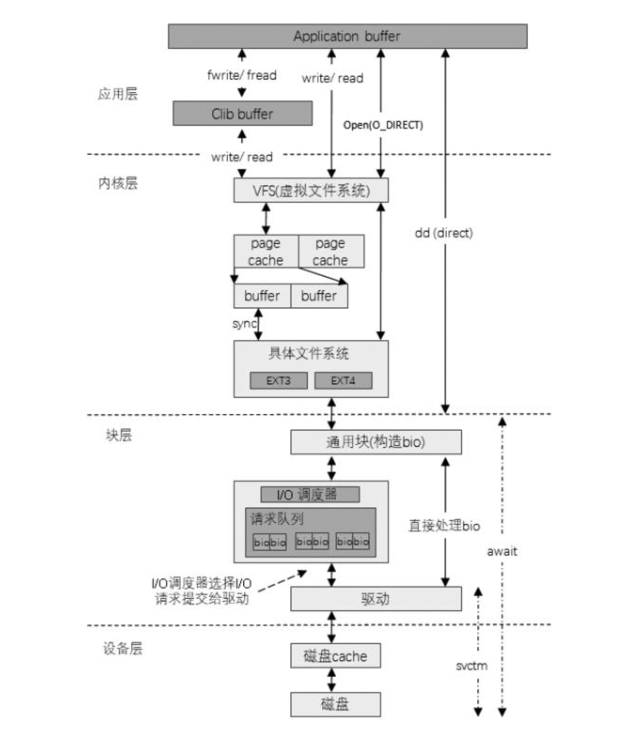 Application buffer
fwrite/ fread
write/ read
应用层
Clib buffer
Open(O_DIRECT)
write/ read
内核层
VFS(虚拟文件系统)
dd (direct)
page cache
page cache
buffer
buffer
sync
具体文件系统
EXT3
EXT4
块层
通用块(构造bio)
I/O 调度器
请求队列
bio
bio
bio
bio
bio
bio
直接处理bio
await
I/O调度器选择I/O
请求提交给驱动
驱动
设备层
磁盘cache
svctm
磁盘